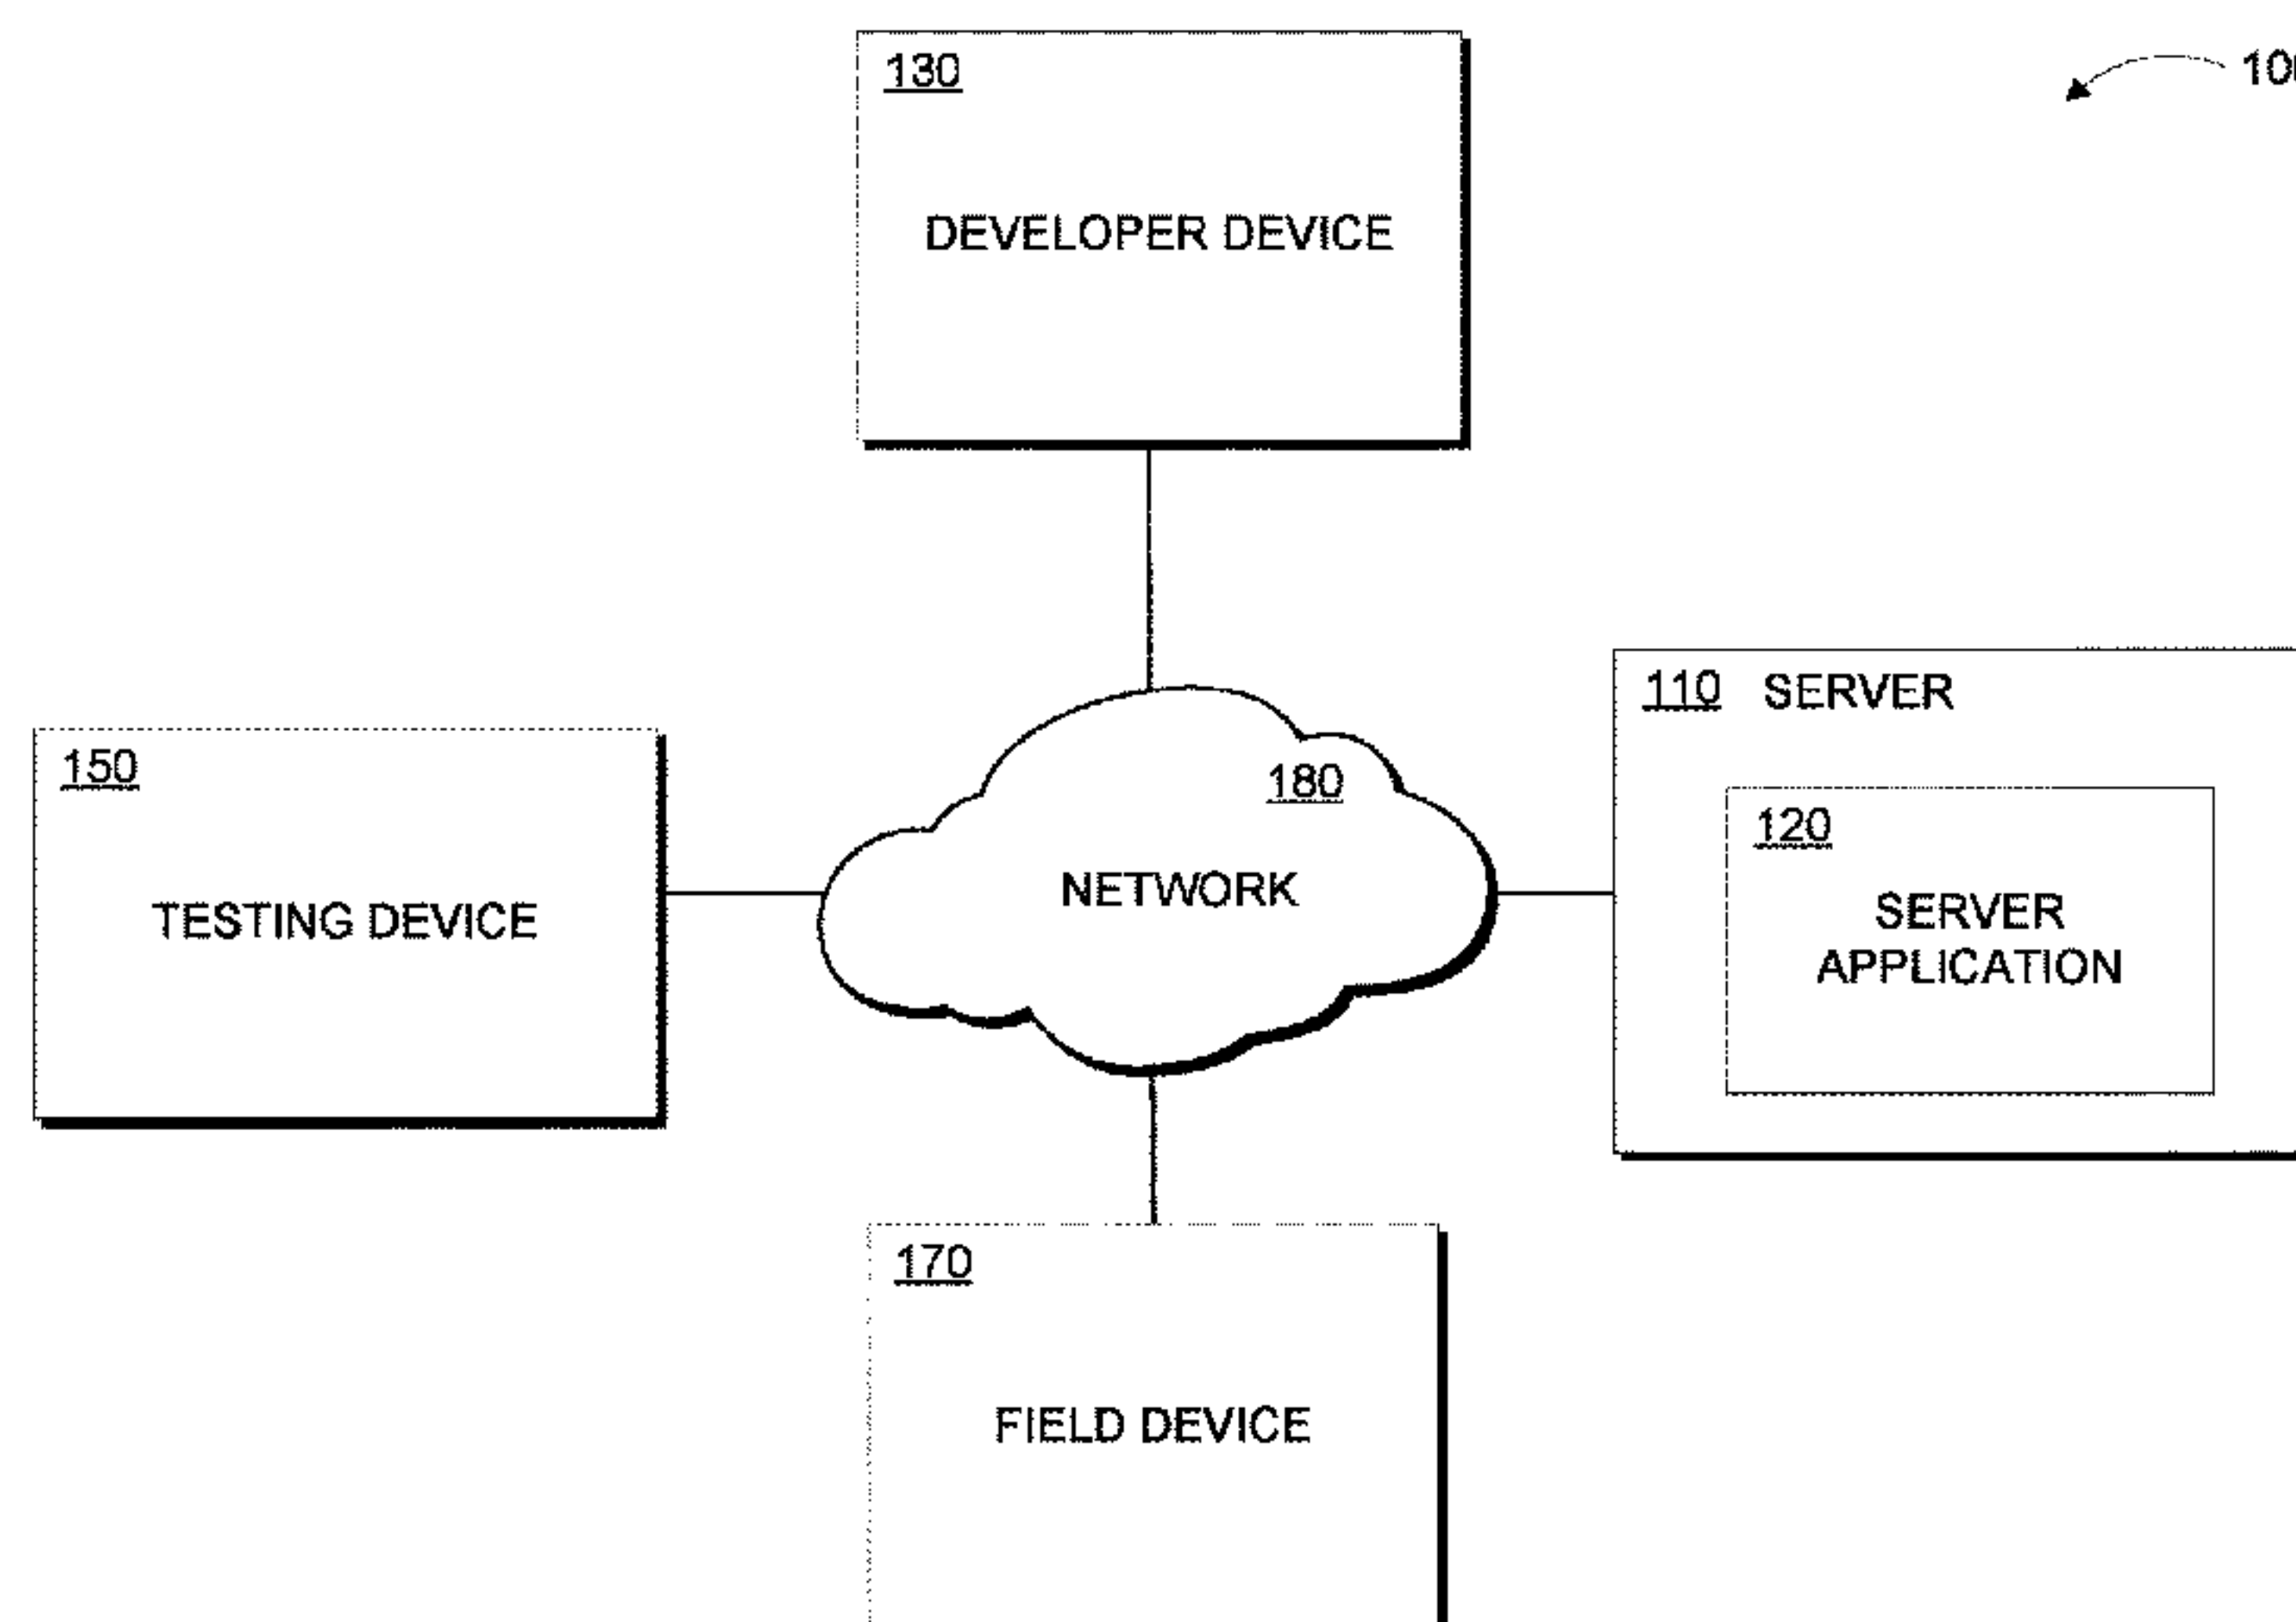 130
DEVELOPER DEVICE
110 SERVER
150
180
120
NETWORK
SERVER
APPLICATION
TESTING DEVICE
170
FIELD DEVICE